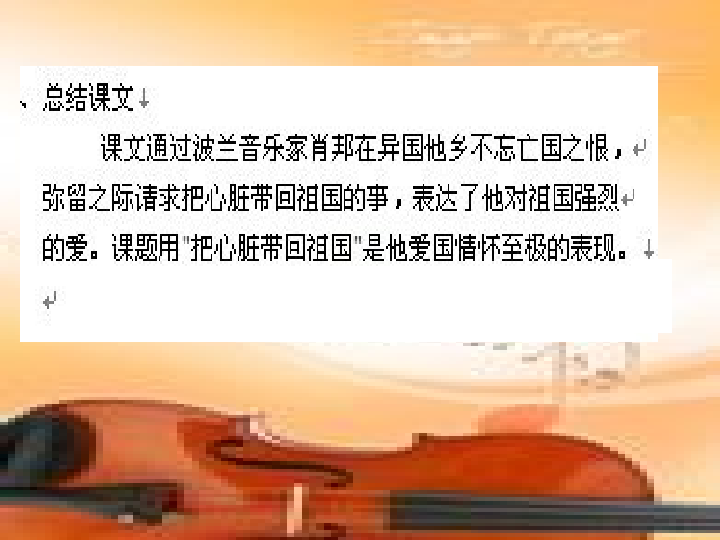 、总结课文↓
课文通过波兰音乐家肖邦在异国他乡不忘亡国之恨，↵
弥留之际请求把心脏带回祖国的事，表达了他对祖国强烈↵
的爱。课题用"把心脏带回祖国"是他爱国情怀至极的表现。↓
↵